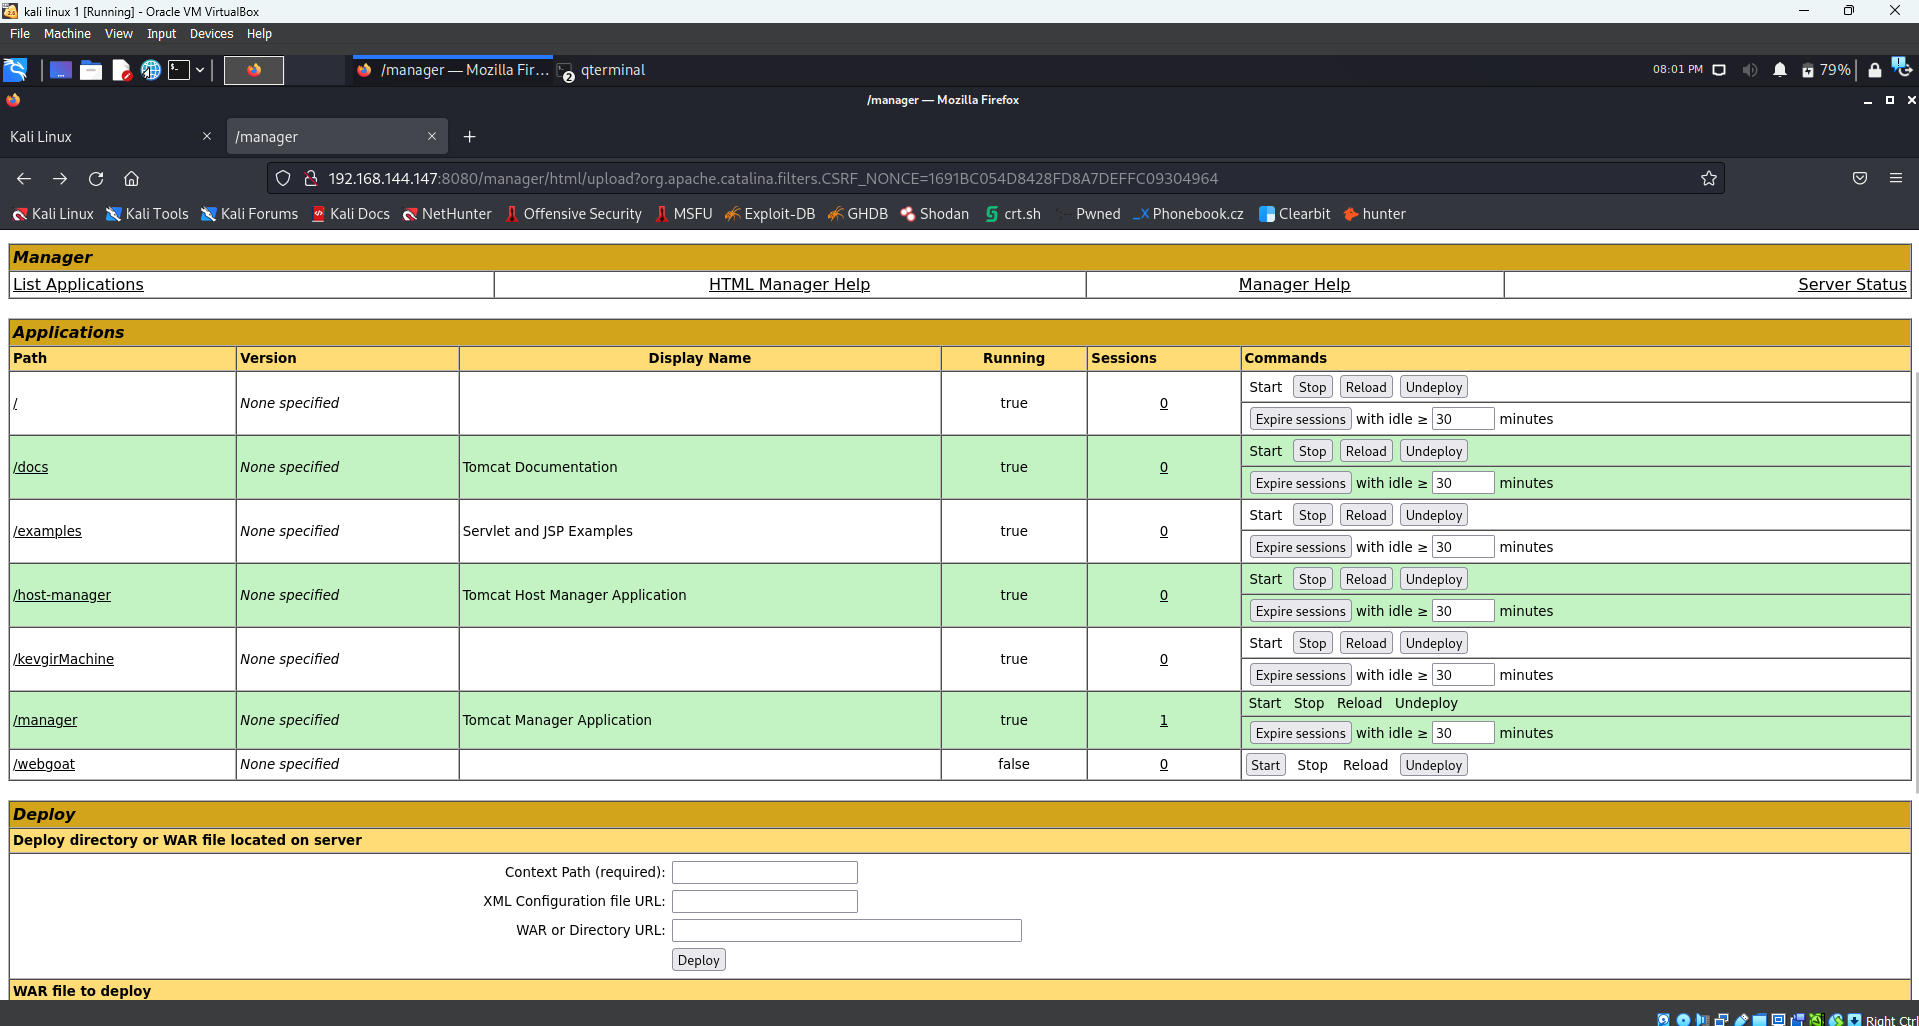 kali linux 1 [Running] - Oracle VM VirtualBox
File Machine View Input Devices Help
/manager — Mozilla Fir... 2 qterminal 08:01 PM 79%
/manager — Mozilla Firefox
Kali Linux /manager
192.168.144.147:8080/manager/html/upload?org.apache.catalina.filters.CSRF_NONCE=1691BC054D8428FD8A7DEFFC09304964
Kali Linux Kali Tools Kali Forums Kali Docs NetHunter Offensive Security MSFU Exploit-DB GHDB Shodan crt.sh Pwned Phonebook.cz Clearbit hunter
Manager
List Applications HTML Manager Help Manager Help Server Status
Applications
Path Version Display Name Running Sessions Commands
/ None specified true 0 Start Stop Reload Undeploy
Expire sessions with idle ≥ 30 minutes
/docs None specified Tomcat Documentation true 0 Start Stop Reload Undeploy
Expire sessions with idle ≥ 30 minutes
/examples None specified Servlet and JSP Examples true 0 Start Stop Reload Undeploy
Expire sessions with idle ≥ 30 minutes
/host-manager None specified Tomcat Host Manager Application true 0 Start Stop Reload Undeploy
Expire sessions with idle ≥ 30 minutes
/kevgirMachine None specified true 0 Start Stop Reload Undeploy
Expire sessions with idle ≥ 30 minutes
/manager None specified Tomcat Manager Application true 1 Start Stop Reload Undeploy
Expire sessions with idle ≥ 30 minutes
/webgoat None specified false 0 Start Stop Reload Undeploy
Deploy
Deploy directory or WAR file located on server
Context Path (required):
XML Configuration file URL:
WAR or Directory URL:
Deploy
WAR file to deploy
Right Ctrl